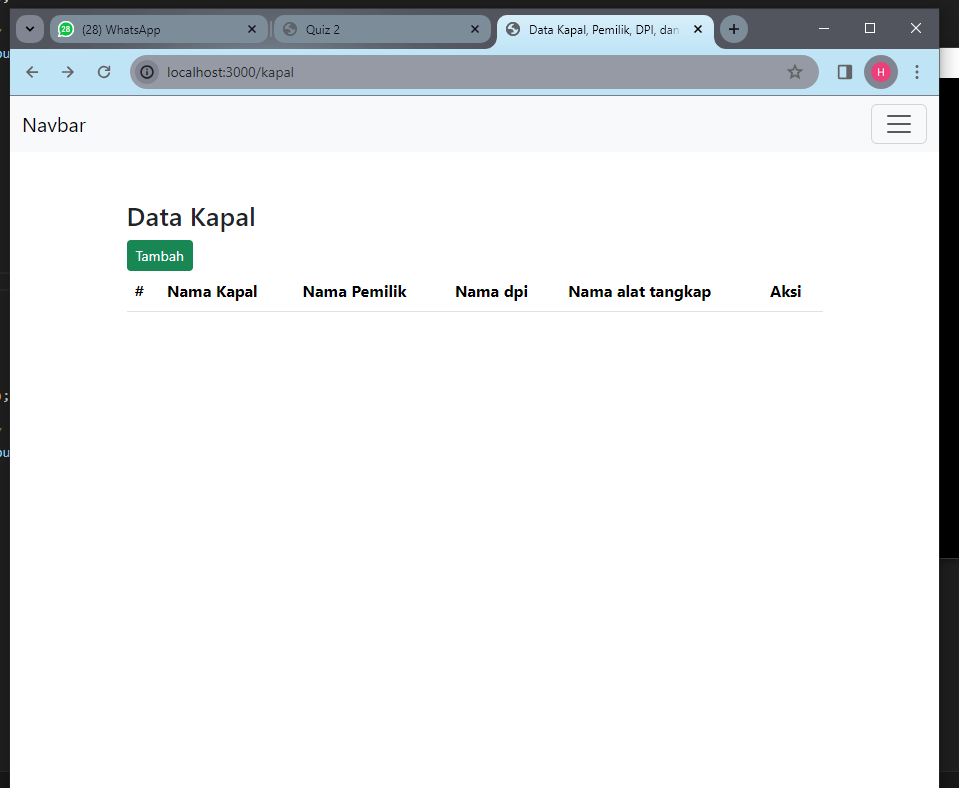 28 (28) WhatsApp Quiz 2 Data Kapal, Pemilik, DPI, dan
localhost:3000/kapal H
Navbar
Data Kapal
Tambah
# Nama Kapal Nama Pemilik Nama dpi Nama alat tangkap Aksi